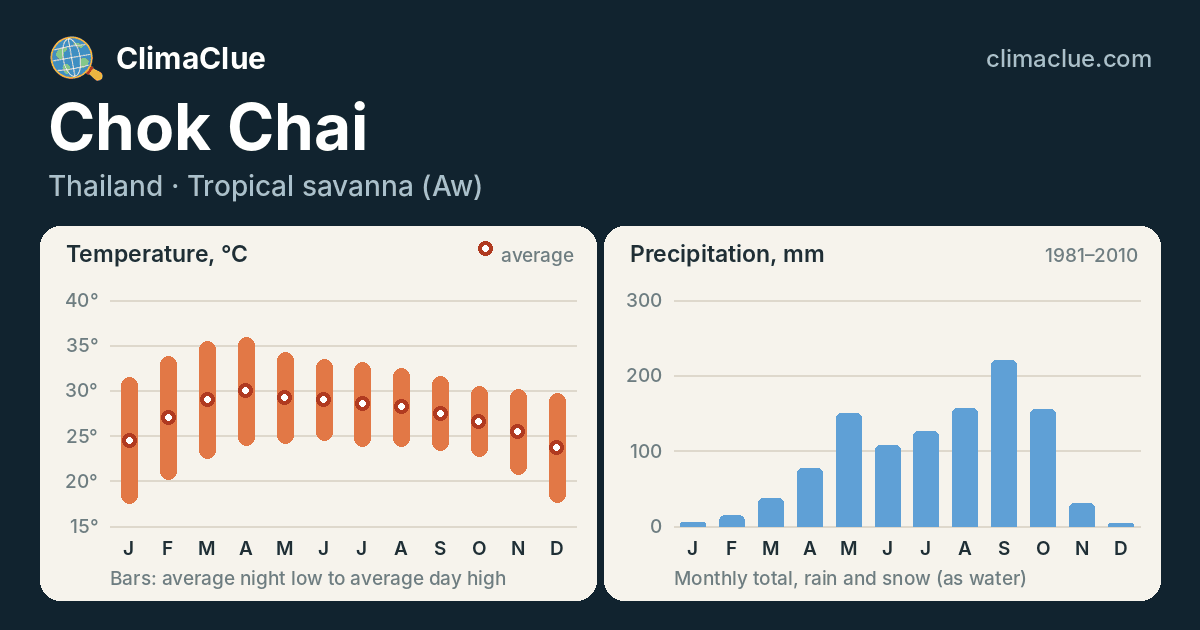 ClimaClue
climaclue.com
Chok Chai
Thailand · Tropical savanna (Aw)
Temperature, °C
average
40°
35°
30°
25°
20°
15°
J F M A M J J A S O N D
Bars: average night low to average day high
Precipitation, mm
1981–2010
300
200
100
0
J F M A M J J A S O N D
Monthly total, rain and snow (as water)